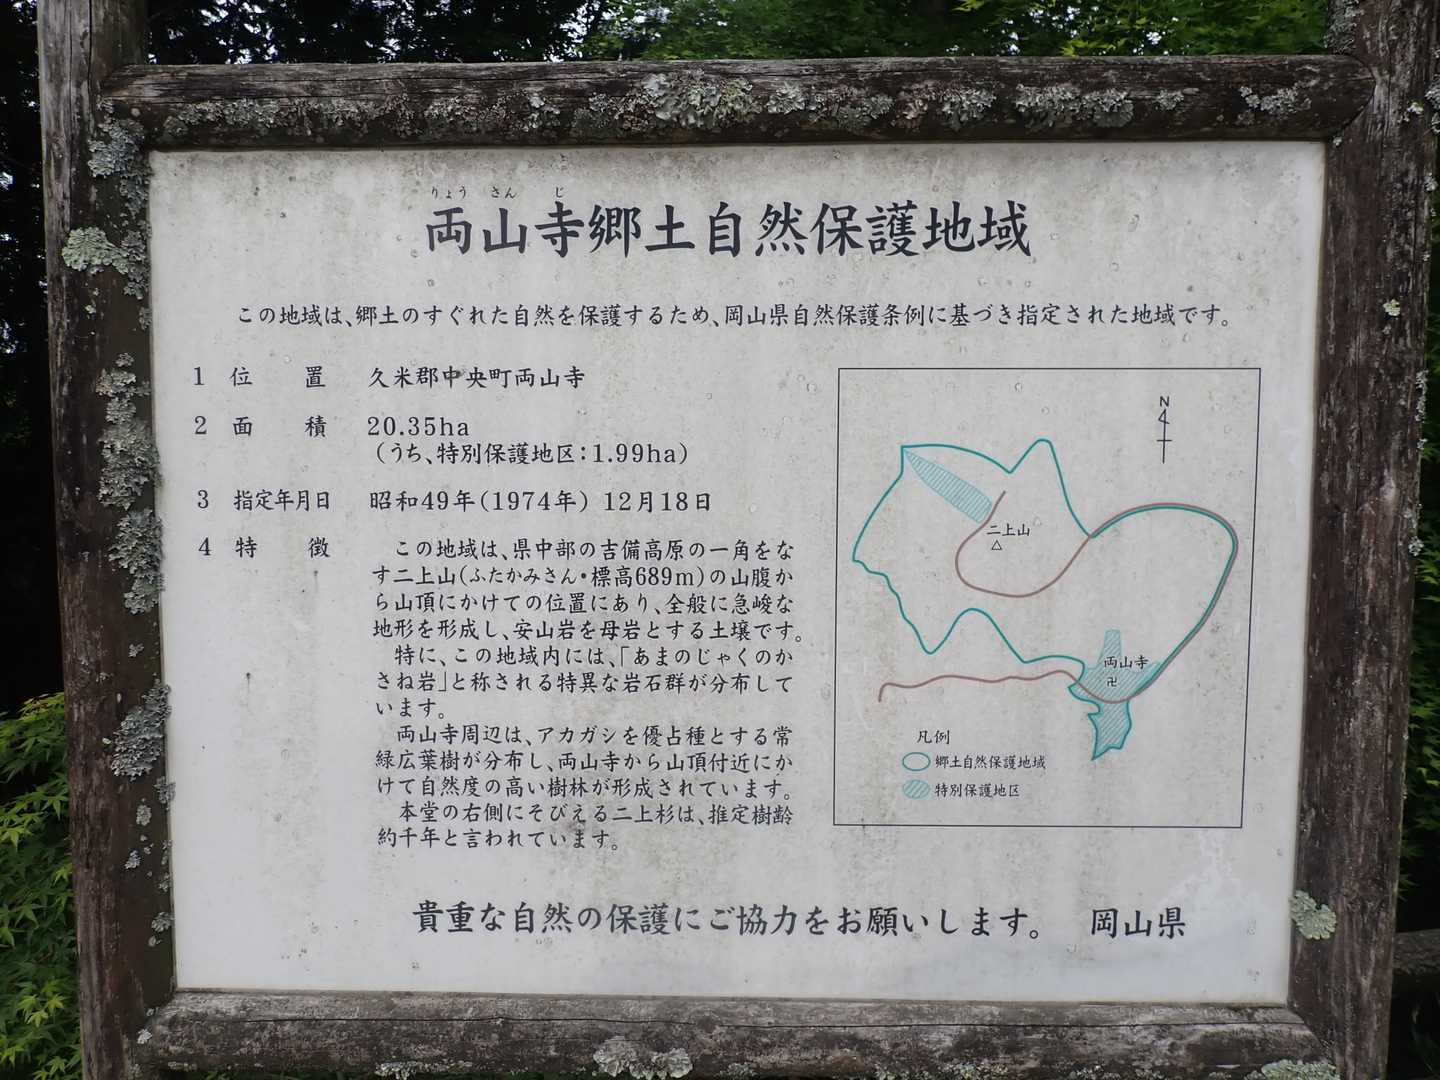 りょう さん じ
両山寺郷土自然保護地域
この地域は、郷土のすぐれた自然を保護するため、岡山県自然保護条例に基づき指定された地域です。
1 位 置 久米郡中央町両山寺
2 面 積 20.35ha
(うち、特別保護地区:1.99ha)
3 指定年月日 昭和49年(1974年) 12月18日
4 特 徴 この地域は、県中部の吉備高原の一角をな
す二上山(ふたかみさん・標高689m)の山腹か
ら山頂にかけての位置にあり、全般に急峻な
地形を形成し、安山岩を母岩とする土壌です。
特に、この地域内には、「あまのじゃくのか
さね岩」と称される特異な岩石群が分布して
います。
両山寺周辺は、アカガシを優占種とする常
緑広葉樹が分布し、両山寺から山頂付近にか
けて自然度の高い樹林が形成されています。
本堂の右側にそびえる二上杉は、推定樹齢
約千年と言われています。
N
二上山
△
両山寺
卍
凡例
郷土自然保護地域
特別保護地区
貴重な自然の保護にご協力をお願いします。 岡山県